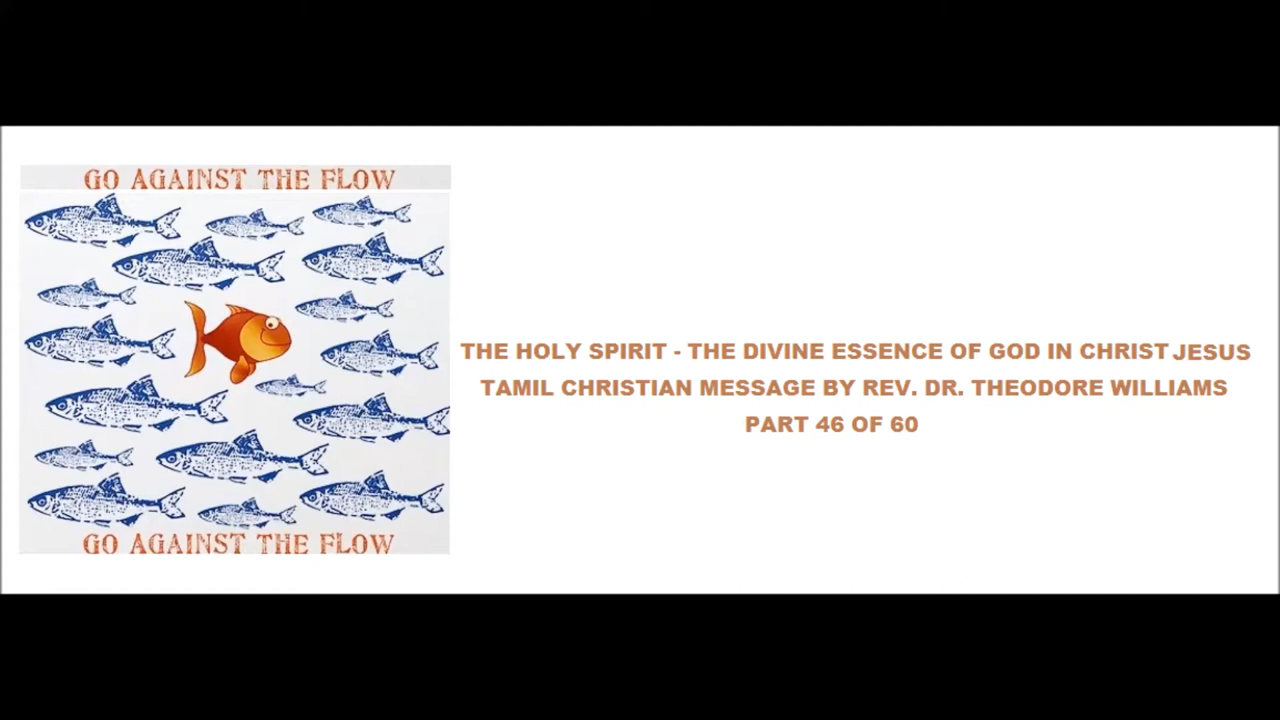 GO AGAINST THE FLOW
THE HOLY SPIRIT - THE DIVINE ESSENCE OF GOD IN CHRIST JESUS
TAMIL CHRISTIAN MESSAGE BY REV. DR. THEODORE WILLIAMS
PART 46 OF 60
GO AGAINST THE FLOW